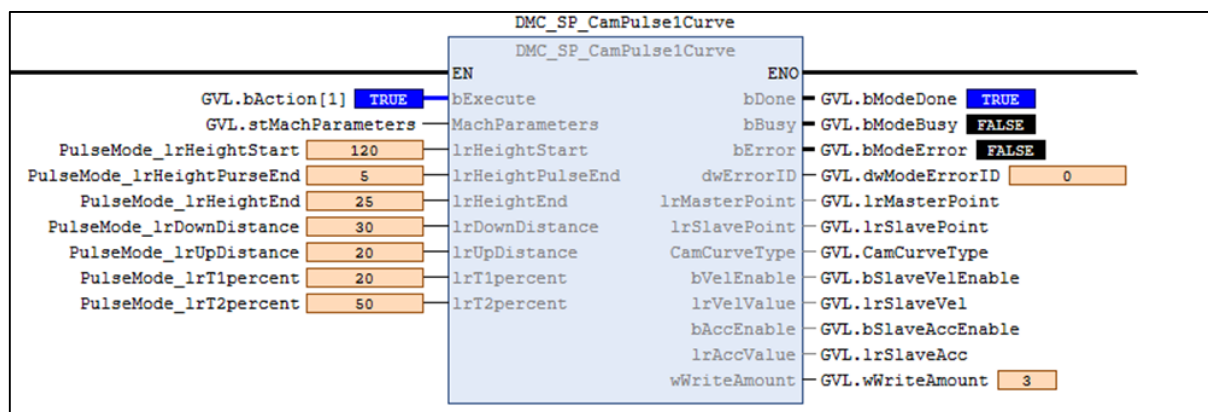 DMC_SP_CamPulse1Curve
DMC_SP_CamPulse1Curve
EN ENO
GVL.bAction[1] TRUE bExecute bDone GVL.bModeDone TRUE
GVL.stMachParameters MachParameters bBusy GVL.bModeBusy FALSE
PulseMode_lrHeightStart 120 lrHeightStart bError GVL.bModeError FALSE
PulseMode_lrHeightPurseEnd 5 lrHeightPulseEnd dwErrorID GVL.dwModeErrorID 0
PulseMode_lrHeightEnd 25 lrHeightEnd lrMasterPoint GVL.lrMasterPoint
PulseMode_lrDownDistance 30 lrDownDistance lrSlavePoint GVL.lrSlavePoint
PulseMode_lrUpDistance 20 lrUpDistance CamCurveType GVL.CamCurveType
PulseMode_lrT1percent 20 lrT1percent bVelEnable GVL.bSlaveVelEnable
PulseMode_lrT2percent 50 lrT2percent lrVelValue GVL.lrSlaveVel
bAccEnable GVL.bSlaveAccEnable
lrAccValue GVL.lrSlaveAcc
wWriteAmount GVL.wWriteAmount 3